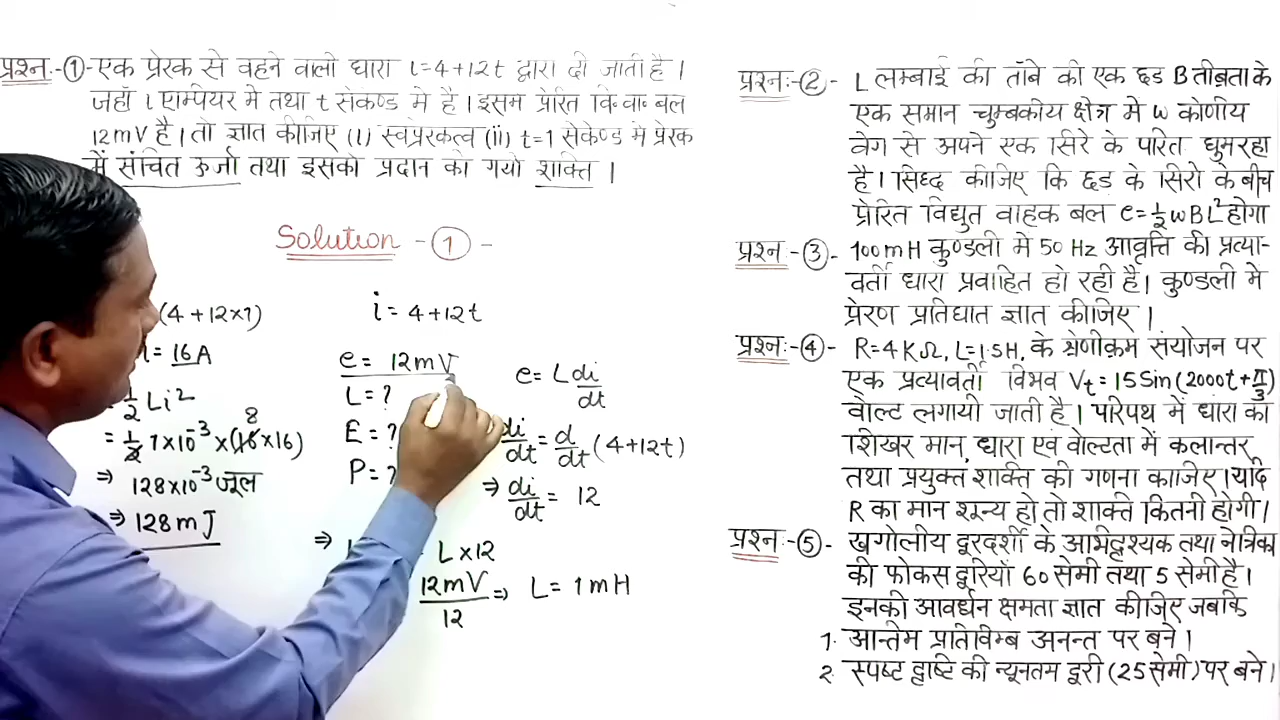 प्रश्न:-①-एक प्रेरक से बहने वाली धारा i=4+12t द्वारा दी जाती है।
जहाँ i एम्पियर मे तथा t सेकण्ड मे है। इसमे प्रेरित वि॰ वा॰ बल
12mV है। तो ज्ञात कीजिए (i) स्वप्रेरकत्व (ii) t=1 सेकेण्ड मे प्रेरक
में संचित ऊर्जा तथा इसको प्रदान की गयी शक्ति।
Solution -①-
(4+12×1)
= 16A
1/2 Li²
= 1/2 1×10⁻³×(16×16)
8
⇒ 128×10⁻³ जूल
⇒ 128 mJ
i = 4+12t
e = 12mV
L = ?
E = ?
P = ?
e = L di/dt
di/dt = d/dt (4+12t)
⇒ di/dt = 12
⇒
L×12
12mV/12 ⇒ L = 1mH
प्रश्न:-②- L लम्बाई की ताँबे की एक छड B तीव्रता के
एक समान चुम्बकीय क्षेत्र मे w कोणीय
वेग से अपने एक सिरे के परित घुम रहा
है। सिध्द कीजिए कि छड के सिरो के बीच
प्रेरित विद्युत वाहक बल e=1/2 wBL² होगा
प्रश्न:-③- 100mH कुण्डली मे 50 Hz आवृत्ति की प्रत्या-
वर्ती धारा प्रवाहित हो रही है। कुण्डली मे
प्रेरण प्रतिघात ज्ञात कीजिए।
प्रश्न:-④- R=4KΩ, L=1.5H, के श्रेणीक्रम संयोजन पर
एक प्रत्यावर्ती विभव Vt = 15 Sin(2000t+π/3)
वोल्ट लगायी जाती है। परिपथ में धारा का
शिखर मान, धारा एवं वोल्टता में कलान्तर
तथा प्रयुक्त शक्ति की गणना कीजिए। यदि
R का मान शून्य हो तो शक्ति कितनी होगी।
प्रश्न:-⑤- खगोलीय दूरदर्शी के अभिदृश्यक तथा नेत्रिका
की फोकस दूरियाँ 60 सेमी तथा 5 सेमी है।
इनकी आवर्धन क्षमता ज्ञात कीजिए जबकि
1. अन्तिम प्रतिविम्ब अनन्त पर बने।
2. स्पष्ट दृष्टि की न्यूनतम दूरी (25 सेमी) पर बने।